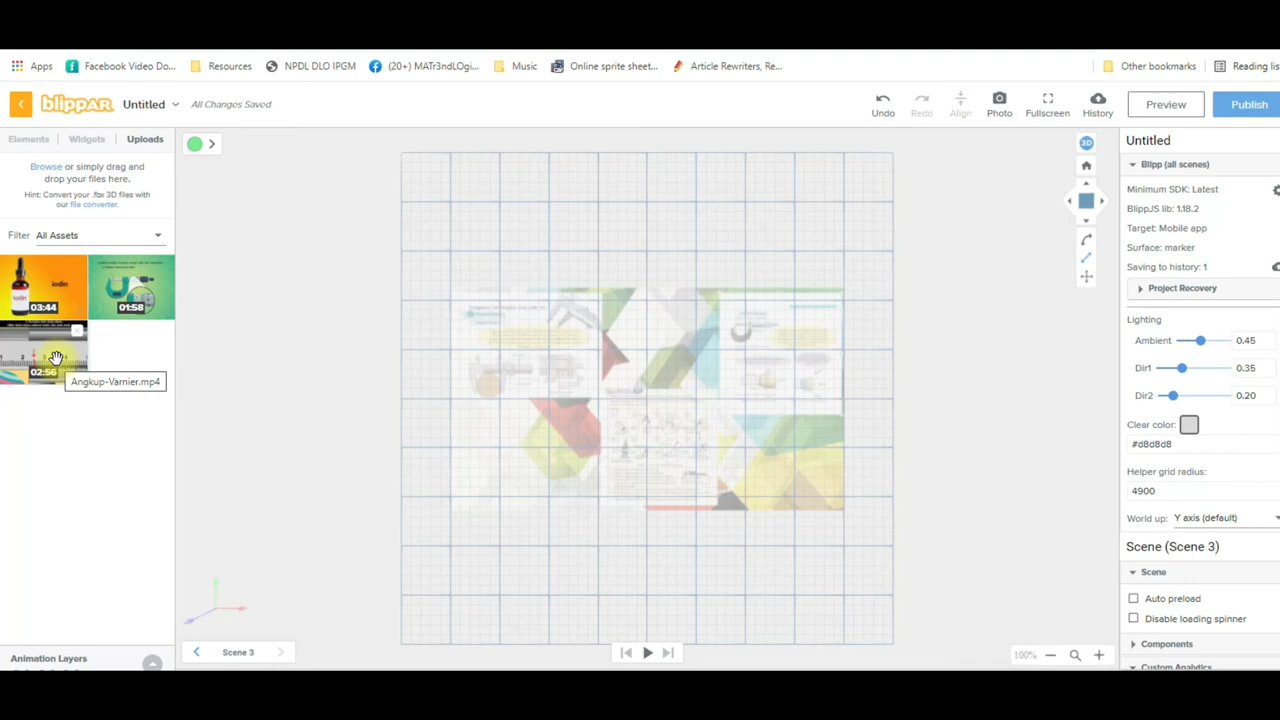 Apps
Facebook Video Do...
Resources
NPDL DLO IPGM
(20+) MATr3ndLOgi...
Music
Online sprite sheet...
Article Rewriters, Re...
Other bookmarks
Reading list
blippAR
Untitled
All Changes Saved
Undo
Redo
Align
Photo
Fullscreen
History
Preview
Publish
Elements
Widgets
Uploads
Browse or simply drag and
drop your files here.
Hint: Convert your .fbx 3D files with
our file converter.
Filter
All Assets
iodin
Iodin
03:44
01:58
02:56
Angkup-Varnier.mp4
3D
Untitled
Blipp (all scenes)
Minimum SDK: Latest
BlippJS lib: 1.18.2
Target: Mobile app
Surface: marker
Saving to history: 1
Project Recovery
Lighting
Ambient
0.45
Dir1
0.35
Dir2
0.20
Clear color:
#d8d8d8
Helper grid radius:
4900
World up:
Y axis (default)
Scene (Scene 3)
Scene
Auto preload
Disable loading spinner
Components
Custom Analytics
Animation Layers
Scene 3
100%